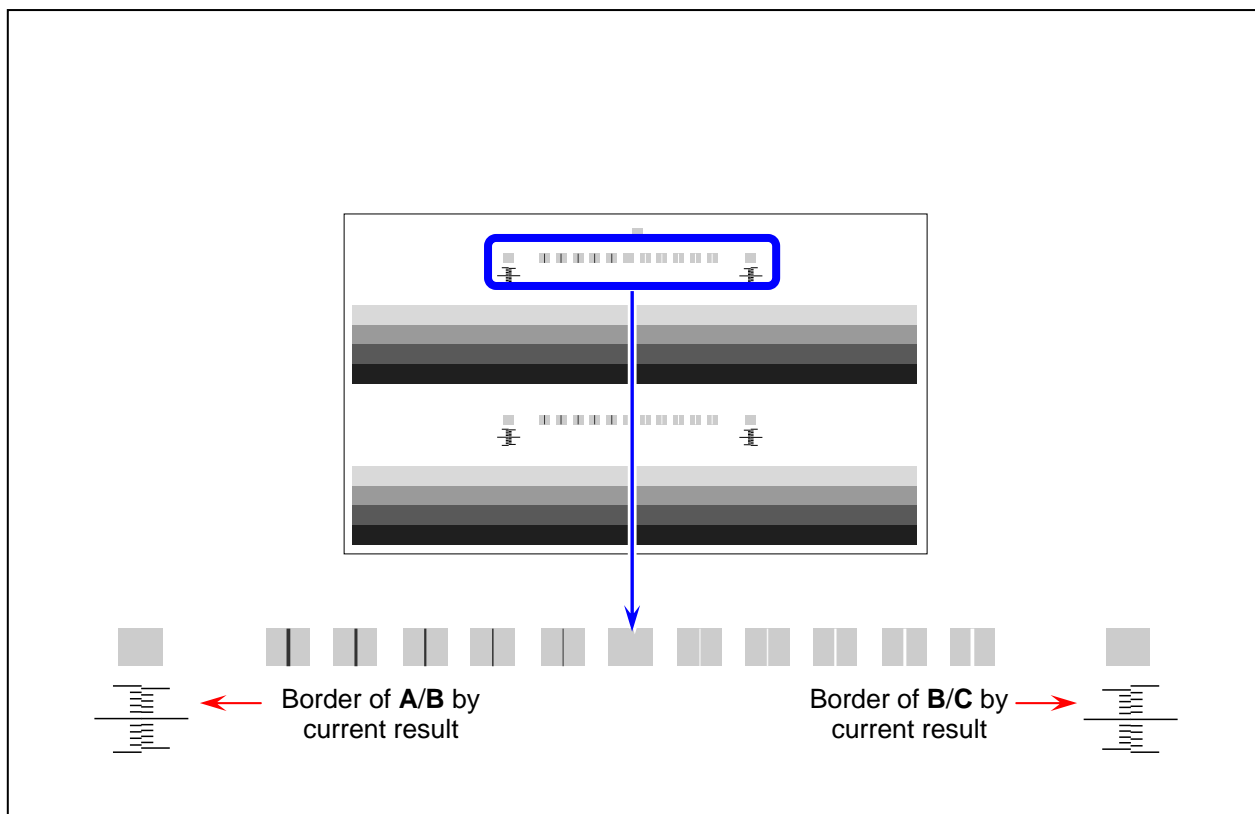 Border of A/B by
current result
Border of B/C by
current result